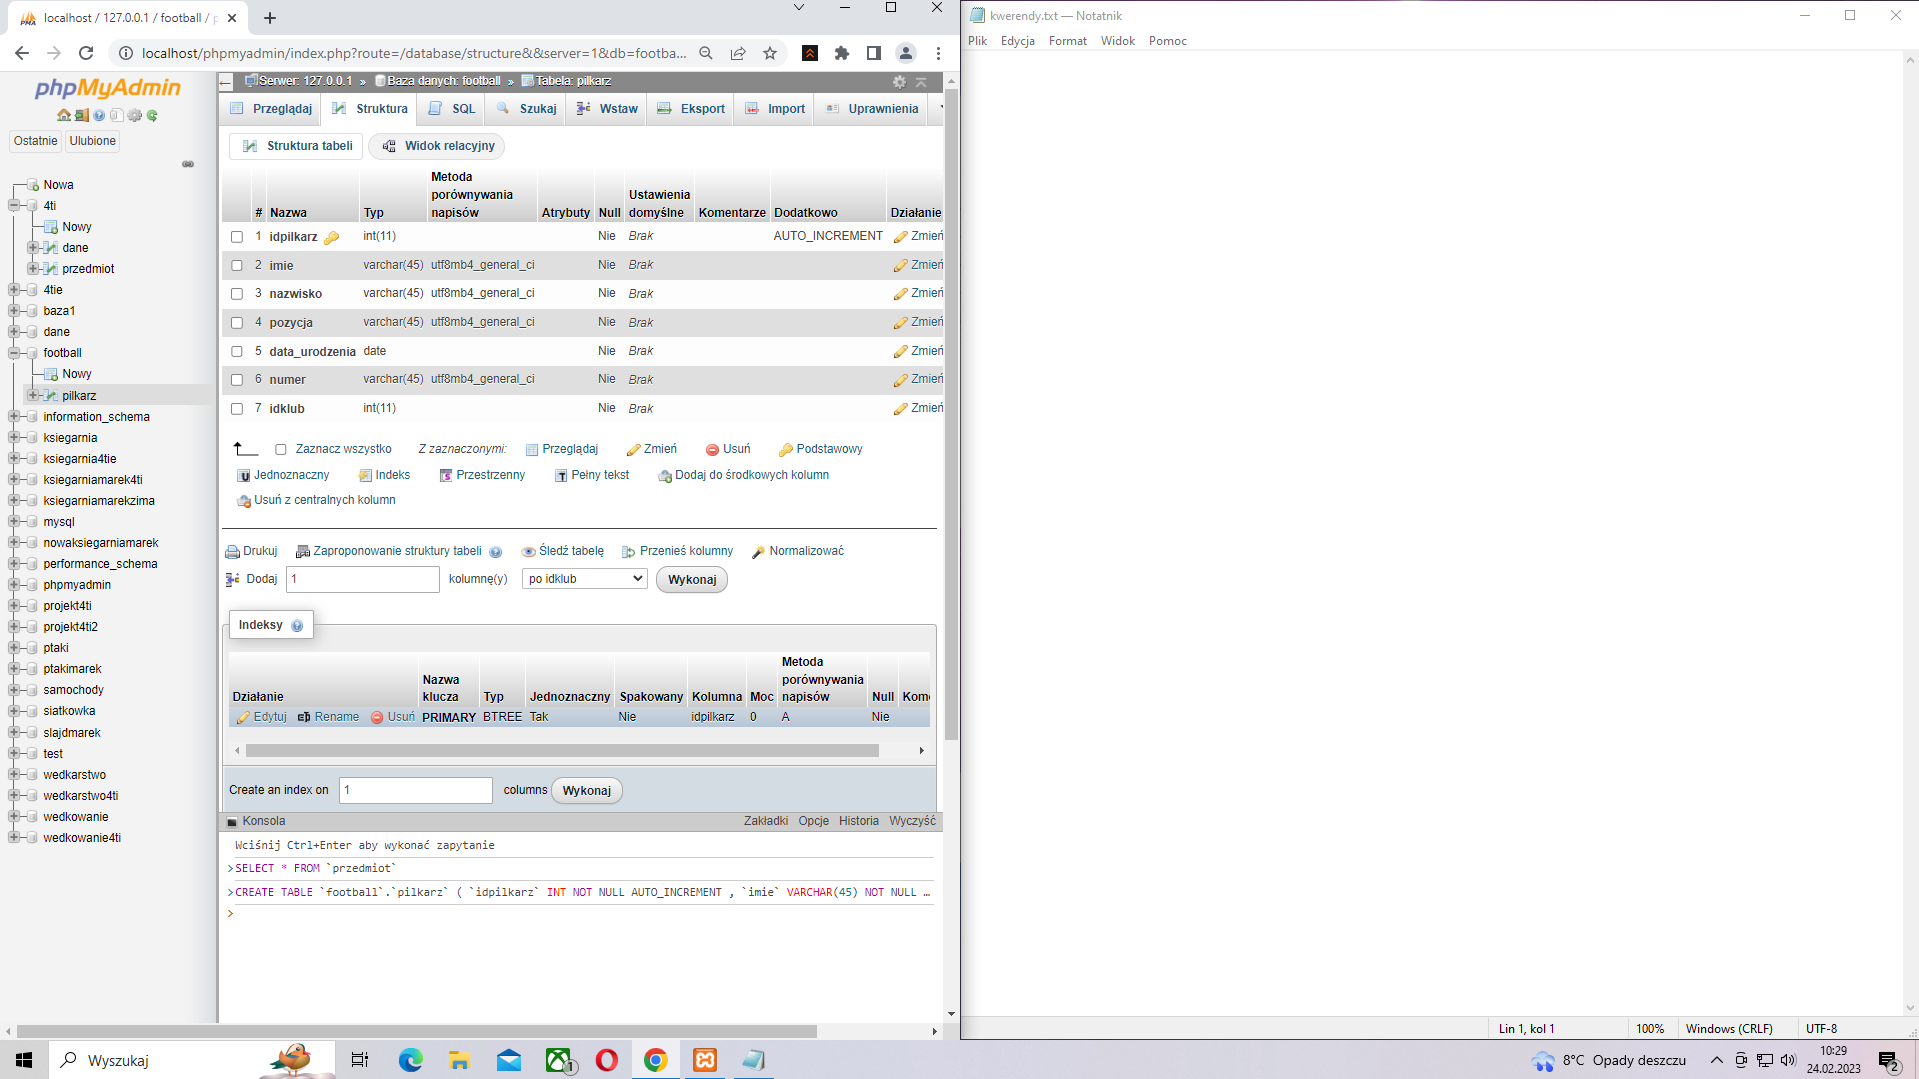 localhost / 127.0.0.1 / football / p
localhost/phpmyadmin/index.php?route=/database/structure&&server=1&db=footba...
phpMyAdmin
Ostatnie Ulubione
Nowa
4ti
Nowy
dane
przedmiot
4tie
baza1
dane
football
Nowy
pilkarz
information_schema
ksiegarnia
ksiegarnia4tie
ksiegarniamarek4ti
ksiegarniamarekzima
mysql
nowaksiegarniamarek
performance_schema
phpmyadmin
projekt4ti
projekt4ti2
ptaki
ptakimarek
samochody
siatkowka
slajdmarek
test
wedkarstwo
wedkarstwo4ti
wedkowanie
wedkowanie4ti
Serwer: 127.0.0.1 » Baza danych: football » Tabela: pilkarz
Przeglądaj Struktura SQL Szukaj Wstaw Eksport Import Uprawnienia
Struktura tabeli Widok relacyjny
# Nazwa Typ Metoda porównywania napisów Atrybuty Null Ustawienia domyślne Komentarze Dodatkowo Działanie
1 idpilkarz int(11) Nie Brak AUTO_INCREMENT Zmień
2 imie varchar(45) utf8mb4_general_ci Nie Brak Zmień
3 nazwisko varchar(45) utf8mb4_general_ci Nie Brak Zmień
4 pozycja varchar(45) utf8mb4_general_ci Nie Brak Zmień
5 data_urodzenia date Nie Brak Zmień
6 numer varchar(45) utf8mb4_general_ci Nie Brak Zmień
7 idklub int(11) Nie Brak Zmień
Zaznacz wszystko Z zaznaczonymi: Przeglądaj Zmień Usuń Podstawowy
Jednoznaczny Indeks Przestrzenny Pełny tekst Dodaj do środkowych kolumn
Usuń z centralnych kolumn
Drukuj Zaproponowanie struktury tabeli Śledź tabelę Przenieś kolumny Normalizować
Dodaj 1 kolumnę(y) po idklub Wykonaj
Indeksy
Działanie Nazwa klucza Typ Jednoznaczny Spakowany Kolumna Moc Metoda porównywania napisów Null Kome
Edytuj Rename Usuń PRIMARY BTREE Tak Nie idpilkarz 0 A Nie
Create an index on 1 columns Wykonaj
Konsola Zakładki Opcje Historia Wyczyść
Wciśnij Ctrl+Enter aby wykonać zapytanie
>SELECT * FROM `przedmiot`
>CREATE TABLE `football`.`pilkarz` ( `idpilkarz` INT NOT NULL AUTO_INCREMENT , `imie` VARCHAR(45) NOT NULL …
>
kwerendy.txt — Notatnik
Plik Edycja Format Widok Pomoc
Lin 1, kol 1 100% Windows (CRLF) UTF-8
Wyszukaj
1
8°C Opady deszczu
10:29
24.02.2023
2